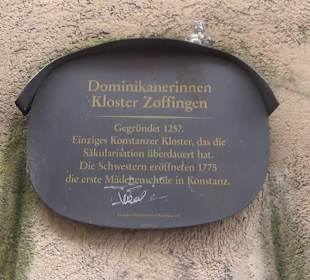 Dominikanerinnen
Kloster Zoffingen
Gegründet 1257.
Einziges Konstanzer Kloster, das die
Säkularisation überdauert hat.
Die Schwestern eröffneten 1775
die erste Mädchenschule in Konstanz.